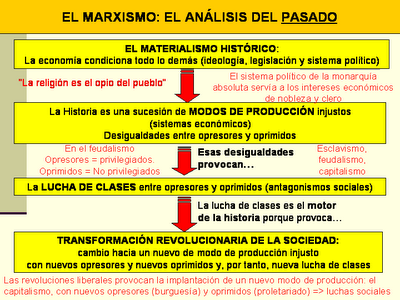 EL MARXISMO: EL ANÁLISIS DEL PASADO
EL MATERIALISMO HISTÓRICO:
La economía condiciona todo lo demás (ideología, legislación y sistema político)
"La religión es el opio del pueblo"
El sistema político de la monarquía
absoluta servía a los intereses económicos
de nobleza y clero
La Historia es una sucesión de MODOS DE PRODUCCIÓN injustos
(sistemas económicos)
Desigualdades entre opresores y oprimidos
En el feudalismo
Opresores = privilegiados
Oprimidos = No privilegiados
Esas desigualdades
provocan...
Esclavismo,
feudalismo,
capitalismo
La LUCHA DE CLASES entre opresores y oprimidos (antagonismos sociales)
La lucha de clases es el motor
de la historia porque provoca...
TRANSFORMACIÓN REVOLUCIONARIA DE LA SOCIEDAD:
cambio hacia un nuevo de modo de producción injusto
con nuevos opresores y nuevos oprimidos y, por tanto, nueva lucha de clases
Las revoluciones liberales provocan la implantación de un nuevo modo de producción: el
capitalismo, con nuevos opresores (burguesía) y oprimidos (proletariado) => luchas sociales